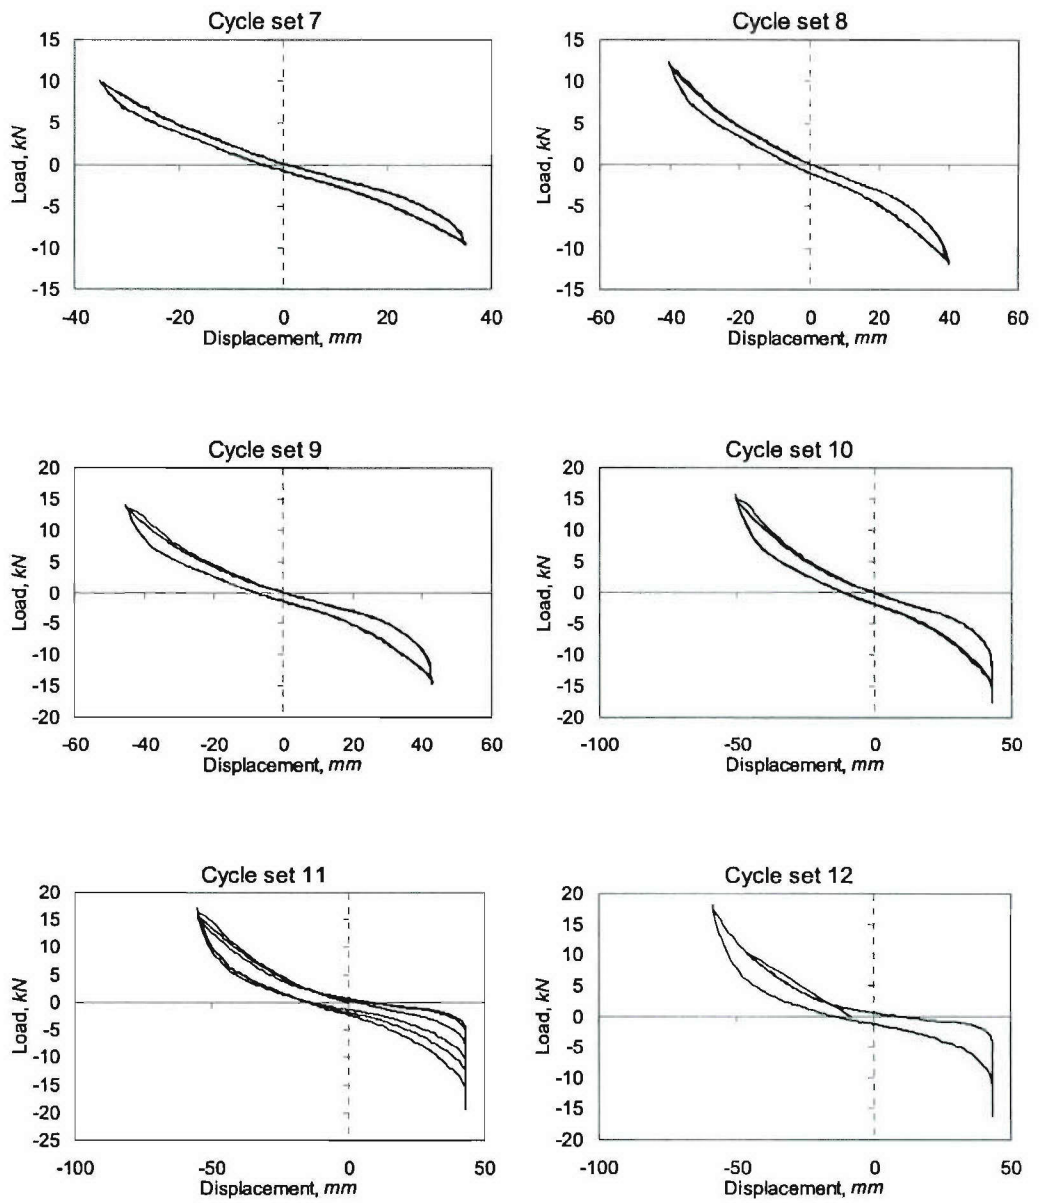 Cycle set 7
15
10
5
0
-5
-10
-15
Load, kN
-40 -20 0 20 40
Displacement, mm
Cycle set 8
15
10
5
0
-5
-10
-15
Load, kN
-60 -40 -20 0 20 40 60
Displacement, mm
Cycle set 9
20
15
10
5
0
-5
-10
-15
-20
Load, kN
-60 -40 -20 0 20 40 60
Displacement, mm
Cycle set 10
20
15
10
5
0
-5
-10
-15
-20
Load, kN
-100 -50 0 50
Displacement, mm
Cycle set 11
20
15
10
5
0
-5
-10
-15
-20
-25
Load, kN
-100 -50 0 50
Displacement, mm
Cycle set 12
20
15
10
5
0
-5
-10
-15
-20
Load, kN
-100 -50 0 50
Displacement, mm